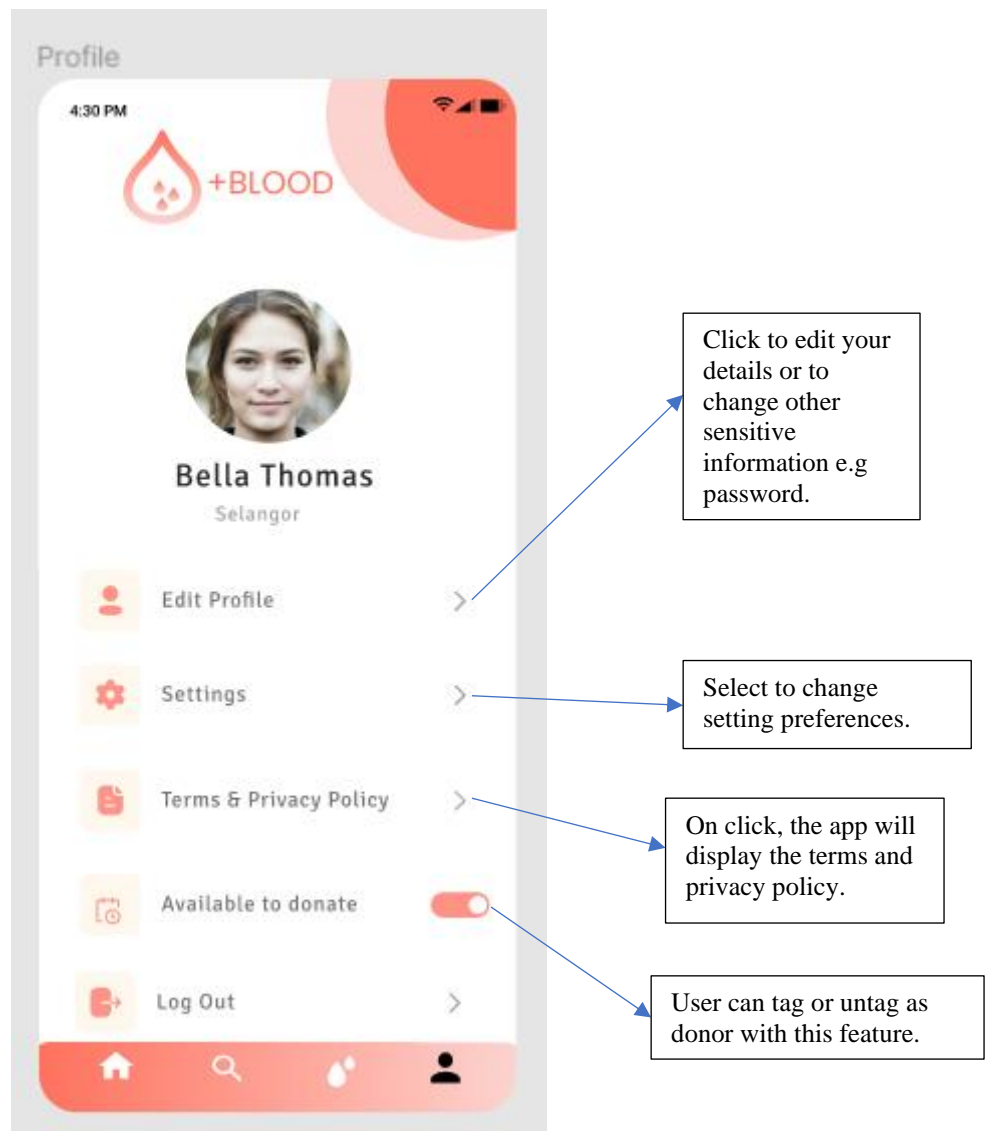 Profile
4:30 PM
+BLOOD
Bella Thomas
Selangor
Edit Profile
Settings
Terms & Privacy Policy
Available to donate
Log Out
Click to edit your
details or to
change other
sensitive
information e.g
password.
Select to change
setting preferences.
On click, the app will
display the terms and
privacy policy.
User can tag or untag as
donor with this feature.